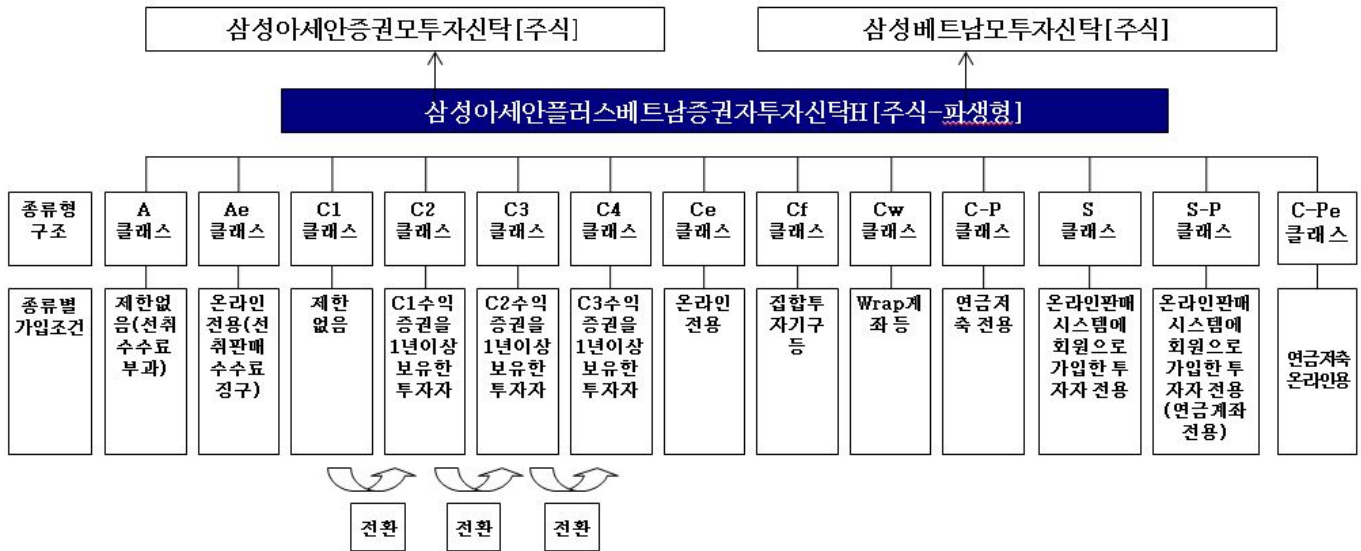 삼성아세안증권모투자신탁[주식]
삼성베트남모투자신탁[주식]
삼성아세안플러스베트남증권자투자신탁H[주식-파생형]
종류형
구조
A
클래스
Ae
클래스
C1
클래스
C2
클래스
C3
클래스
C4
클래스
Ce
클래스
Cf
클래스
Cw
클래스
C-P
클래스
S
클래스
S-P
클래스
C-Pe
클래스
종류별
가입조건
제한없
음(선취
수수료
부과)
온라인
전용(선
취판매
수수료
징구)
제한
없음
C1수익
증권을
1년이상
보유한
투자자
C2수익
증권을
1년이상
보유한
투자자
C3수익
증권을
1년이상
보유한
투자자
온라인
전용
집합투
자기구
등
Wrap계
좌 등
연금저
축 전용
온라인판매
시스템에
회원으로
가입한 투
자자 전용
온라인판매
시스템에
회원으로
가입한 투
자자 전용
(연금계좌
전용)
연금저축
온라인용
전환
전환
전환